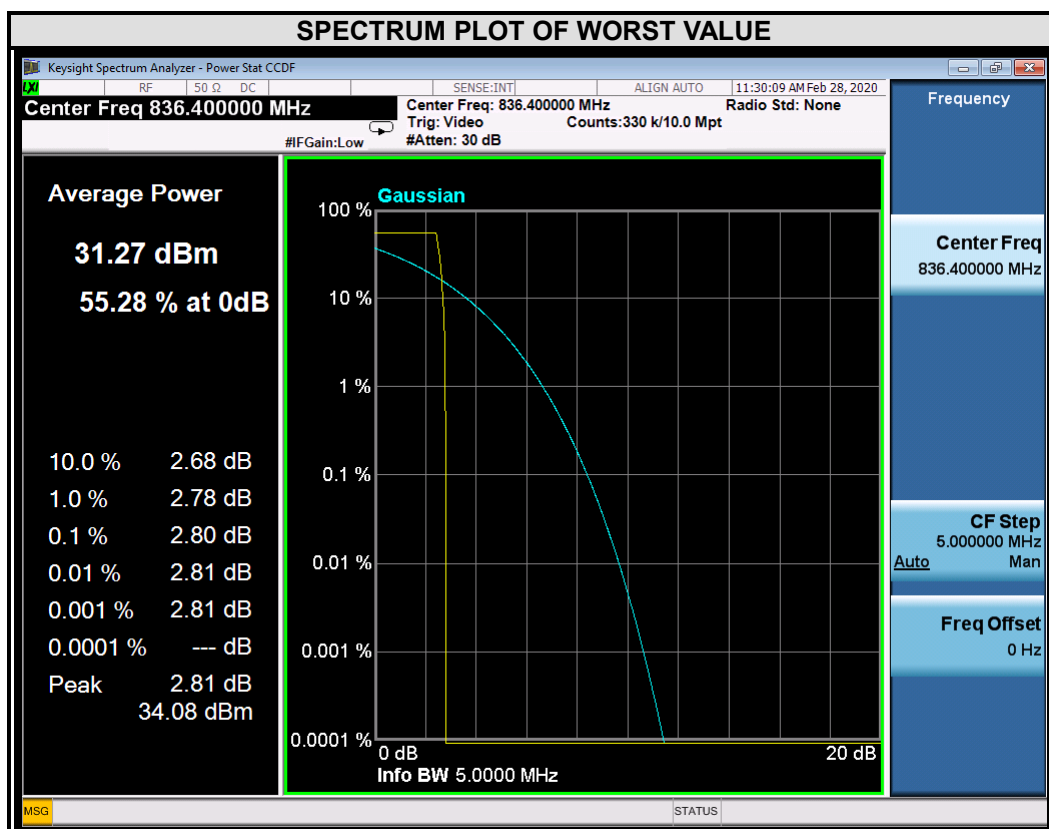 SPECTRUM PLOT OF WORST VALUE
Keysight Spectrum Analyzer - Power Stat CCDF
LXI RF 50 Ω DC SENSE:INT ALIGN AUTO 11:30:09 AM Feb 28, 2020
Center Freq 836.400000 MHz
Center Freq: 836.400000 MHz Radio Std: None
Trig: Video Counts:330 k/10.0 Mpt
#IFGain:Low #Atten: 30 dB
Frequency
Average Power
31.27 dBm
55.28 % at 0dB
10.0 % 2.68 dB
1.0 % 2.78 dB
0.1 % 2.80 dB
0.01 % 2.81 dB
0.001 % 2.81 dB
0.0001 % --- dB
Peak 2.81 dB
34.08 dBm
Gaussian
100 %
10 %
1 %
0.1 %
0.01 %
0.001 %
0.0001 %
0 dB 20 dB
Info BW 5.0000 MHz
Center Freq
836.400000 MHz
CF Step
5.000000 MHz
Auto Man
Freq Offset
0 Hz
MSG STATUS